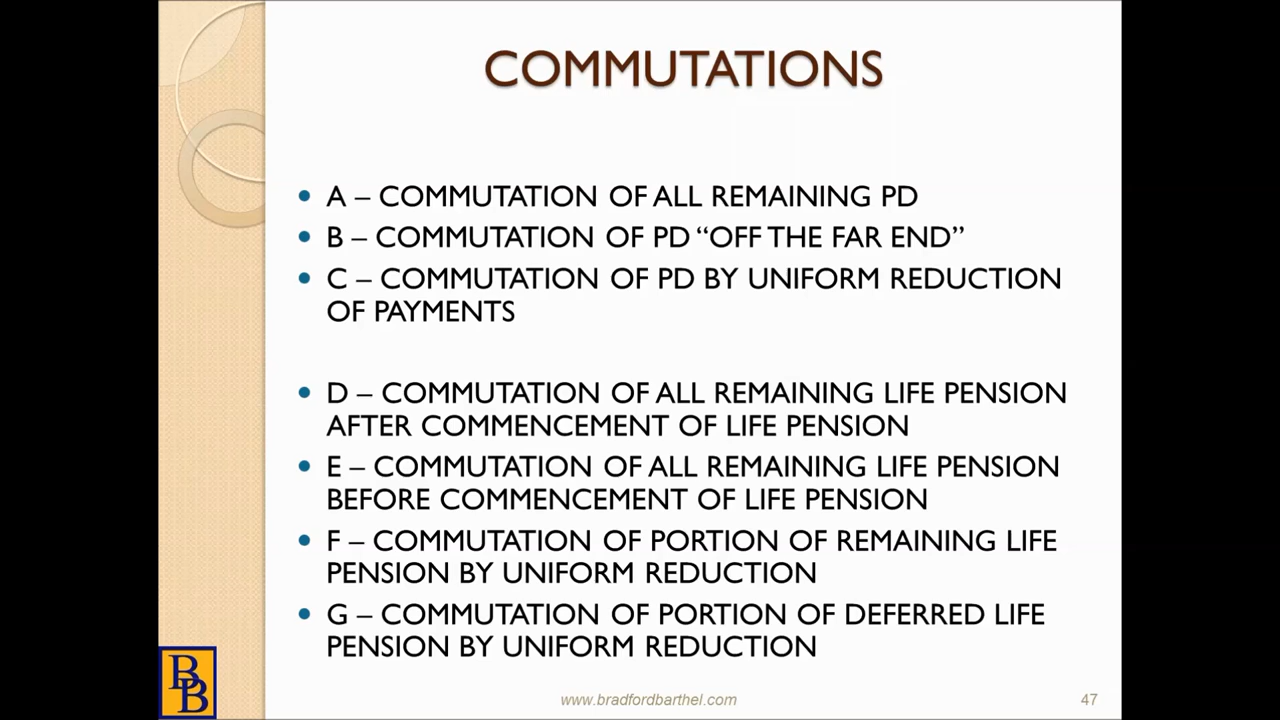 COMMUTATIONS
• A – COMMUTATION OF ALL REMAINING PD
• B – COMMUTATION OF PD “OFF THE FAR END”
• C – COMMUTATION OF PD BY UNIFORM REDUCTION
OF PAYMENTS
• D – COMMUTATION OF ALL REMAINING LIFE PENSION
AFTER COMMENCEMENT OF LIFE PENSION
• E – COMMUTATION OF ALL REMAINING LIFE PENSION
BEFORE COMMENCEMENT OF LIFE PENSION
• F – COMMUTATION OF PORTION OF REMAINING LIFE
PENSION BY UNIFORM REDUCTION
• G – COMMUTATION OF PORTION OF DEFERRED LIFE
PENSION BY UNIFORM REDUCTION
BB
www.bradfordbarthel.com
47